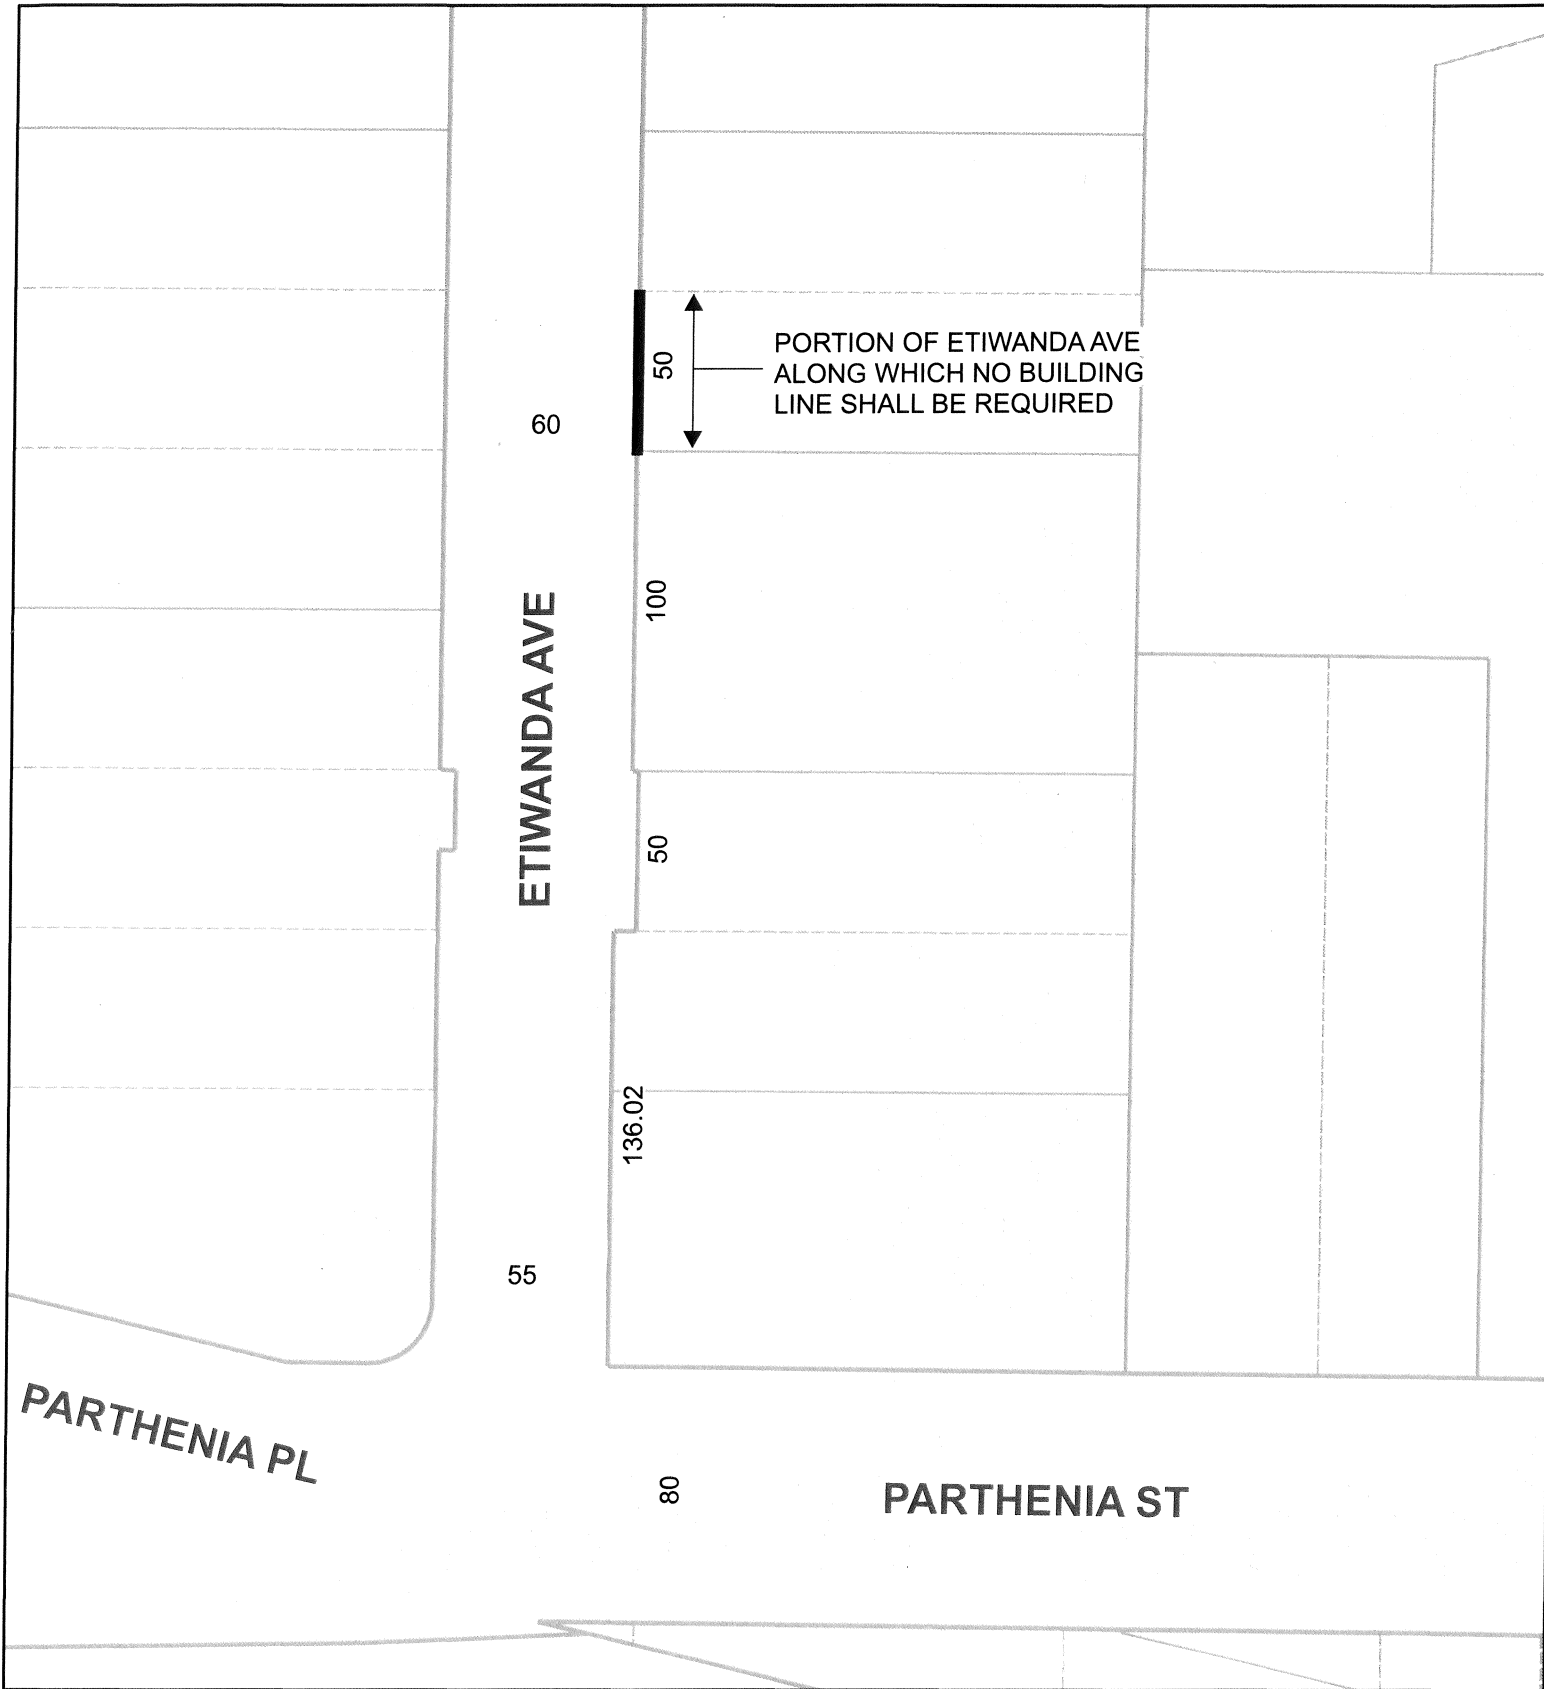 50
PORTION OF ETIWANDA AVE
ALONG WHICH NO BUILDING
LINE SHALL BE REQUIRED
60
100
ETIWANDA AVE
50
136.02
55
PARTHENIA PL
80
PARTHENIA ST